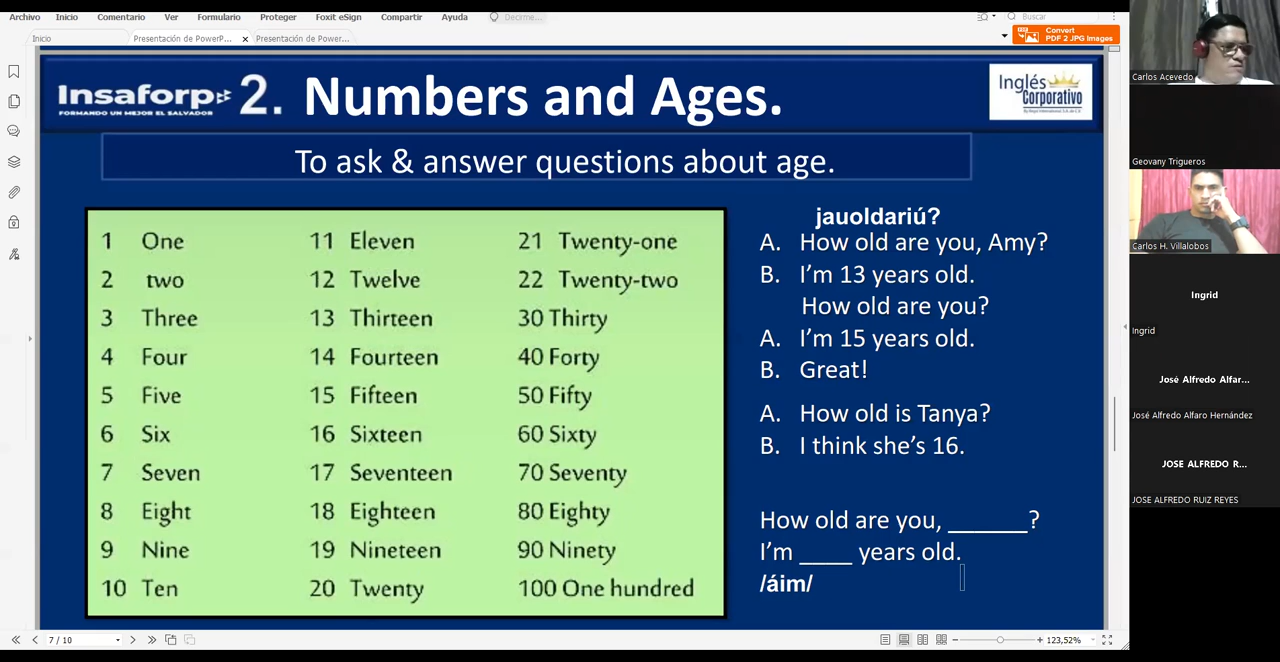 Archivo Inicio Comentario Ver Formulario Proteger Foxit eSign Compartir Ayuda Decirme... Buscar
Inicio Presentación de PowerP... Presentación de Power...
Convert
PDF 2 JPG Images
Insaforp
FORMANDO UN MEJOR EL SALVADOR
2. Numbers and Ages.
Inglés
Corporativo
To ask & answer questions about age.
1 One 11 Eleven 21 Twenty-one
2 two 12 Twelve 22 Twenty-two
3 Three 13 Thirteen 30 Thirty
4 Four 14 Fourteen 40 Forty
5 Five 15 Fifteen 50 Fifty
6 Six 16 Sixteen 60 Sixty
7 Seven 17 Seventeen 70 Seventy
8 Eight 18 Eighteen 80 Eighty
9 Nine 19 Nineteen 90 Ninety
10 Ten 20 Twenty 100 One hundred
jauoldariú?
A. How old are you, Amy?
B. I'm 13 years old.
How old are you?
A. I'm 15 years old.
B. Great!
A. How old is Tanya?
B. I think she's 16.
How old are you, ______?
I'm ____ years old.
/áim/
7 / 10
123,52%
Carlos Acevedo
Geovany Trigueros
Carlos H. Villalobos
Ingrid
Ingrid
José Alfredo Alfar...
José Alfredo Alfaro Hernández
JOSE ALFREDO R...
JOSE ALFREDO RUIZ REYES